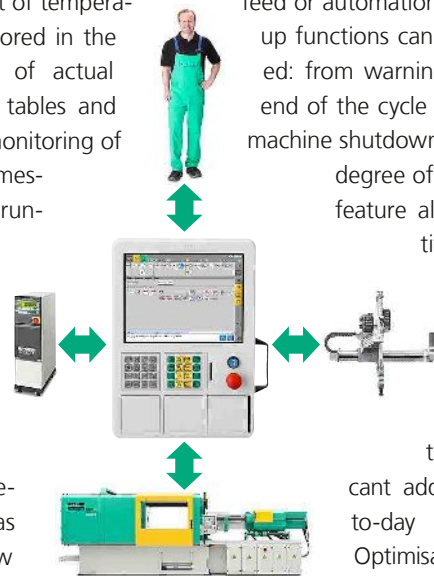 t of tempera-
ored in the
of actual
tables and
nonitoring of
mes-
run-
e-
as
w
feed or automation
up functions can
ed: from warnin
end of the cycle
machine shutdown
degree of
feature al
ti
t
cant add
to-day
Optimisa